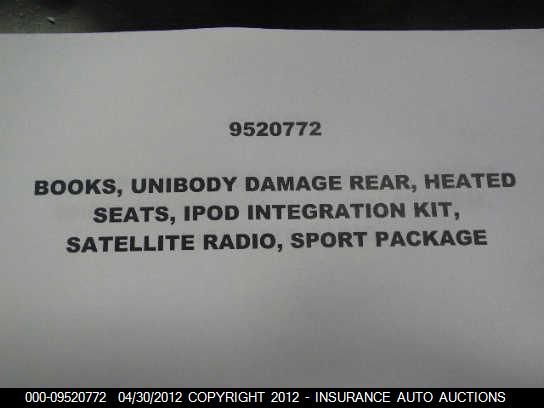 9520772
BOOKS, UNIBODY DAMAGE REAR, HEATED
SEATS, IPOD INTEGRATION KIT,
SATELLITE RADIO, SPORT PACKAGE
000-09520772 04/30/2012 COPYRIGHT 2012 - INSURANCE AUTO AUCTIONS